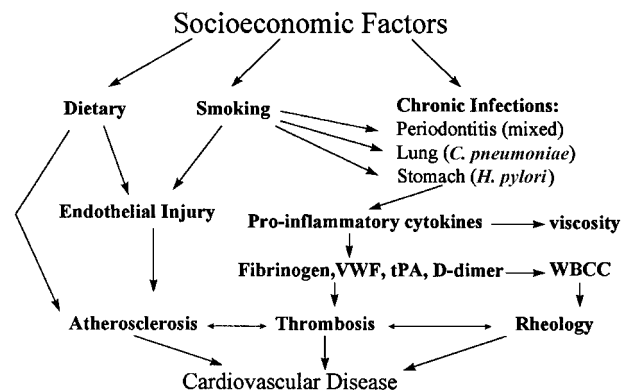 Socioeconomic Factors
Dietary
Smoking
Chronic Infections:
Periodontitis (mixed)
Lung (C. pneumoniae)
Stomach (H. pylori)
Endothelial Injury
Pro-inflammatory cytokines
viscosity
Fibrinogen,VWF, tPA, D-dimer
WBCC
Atherosclerosis
Thrombosis
Rheology
Cardiovascular Disease